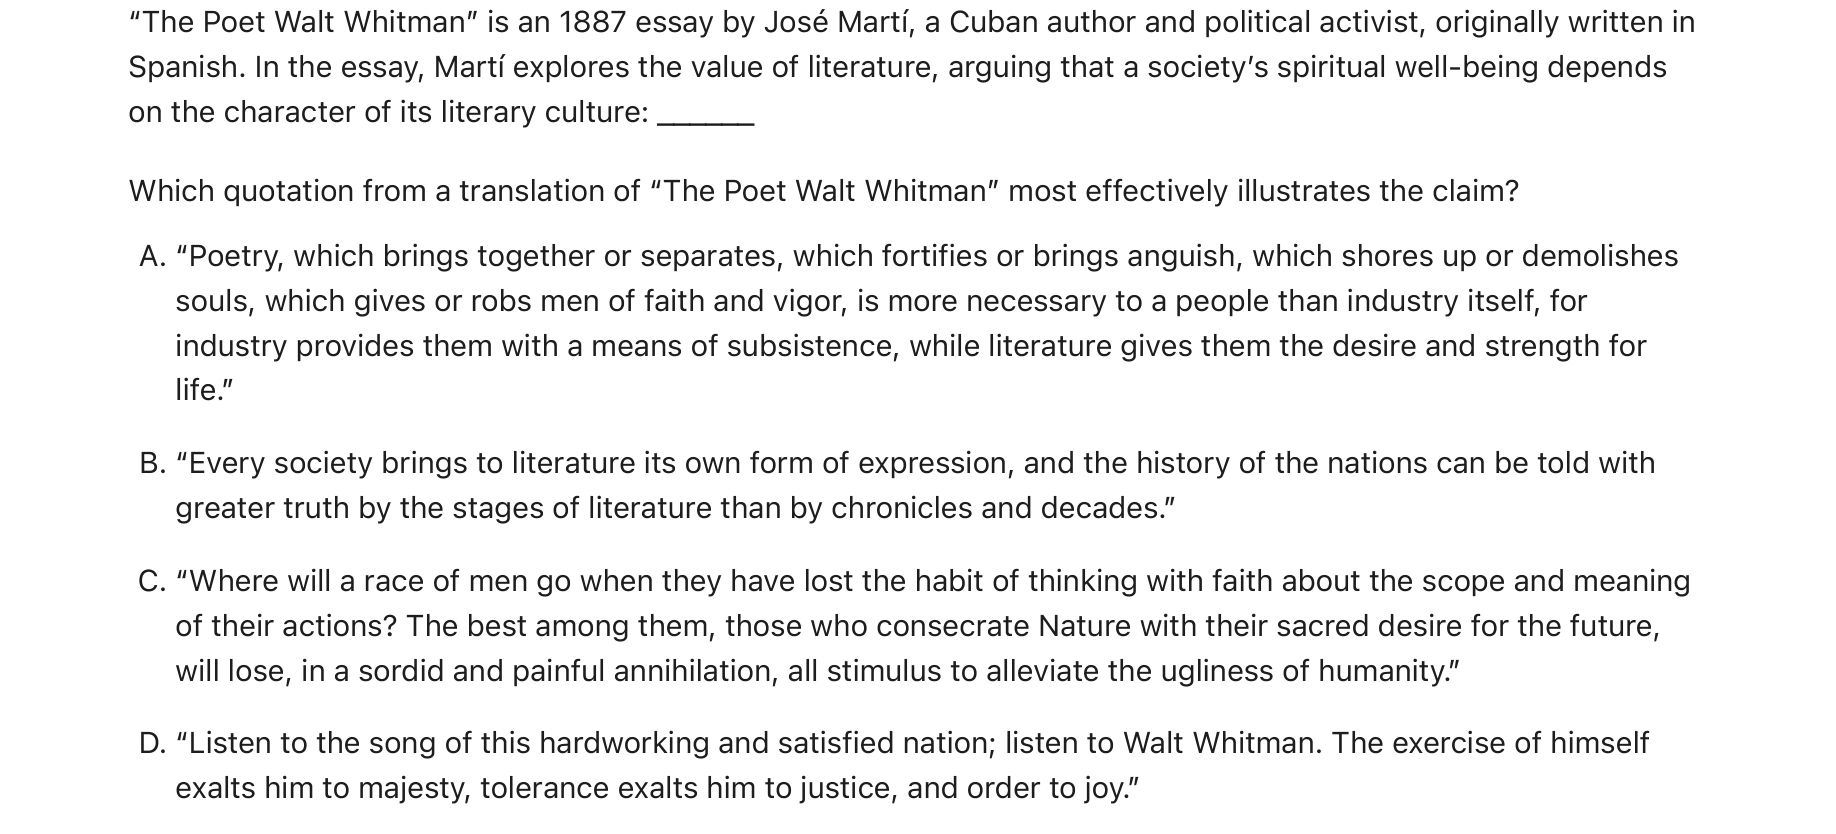 “The Poet Walt Whitman” is an 1887 essay by José Martí, a Cuban author and political activist, originally written in
Spanish. In the essay, Martí explores the value of literature, arguing that a society’s spiritual well-being depends
on the character of its literary culture: ______
Which quotation from a translation of “The Poet Walt Whitman” most effectively illustrates the claim?
A. “Poetry, which brings together or separates, which fortifies or brings anguish, which shores up or demolishes
souls, which gives or robs men of faith and vigor, is more necessary to a people than industry itself, for
industry provides them with a means of subsistence, while literature gives them the desire and strength for
life.”
B. “Every society brings to literature its own form of expression, and the history of the nations can be told with
greater truth by the stages of literature than by chronicles and decades.”
C. “Where will a race of men go when they have lost the habit of thinking with faith about the scope and meaning
of their actions? The best among them, those who consecrate Nature with their sacred desire for the future,
will lose, in a sordid and painful annihilation, all stimulus to alleviate the ugliness of humanity.”
D. “Listen to the song of this hardworking and satisfied nation; listen to Walt Whitman. The exercise of himself
exalts him to majesty, tolerance exalts him to justice, and order to joy.”